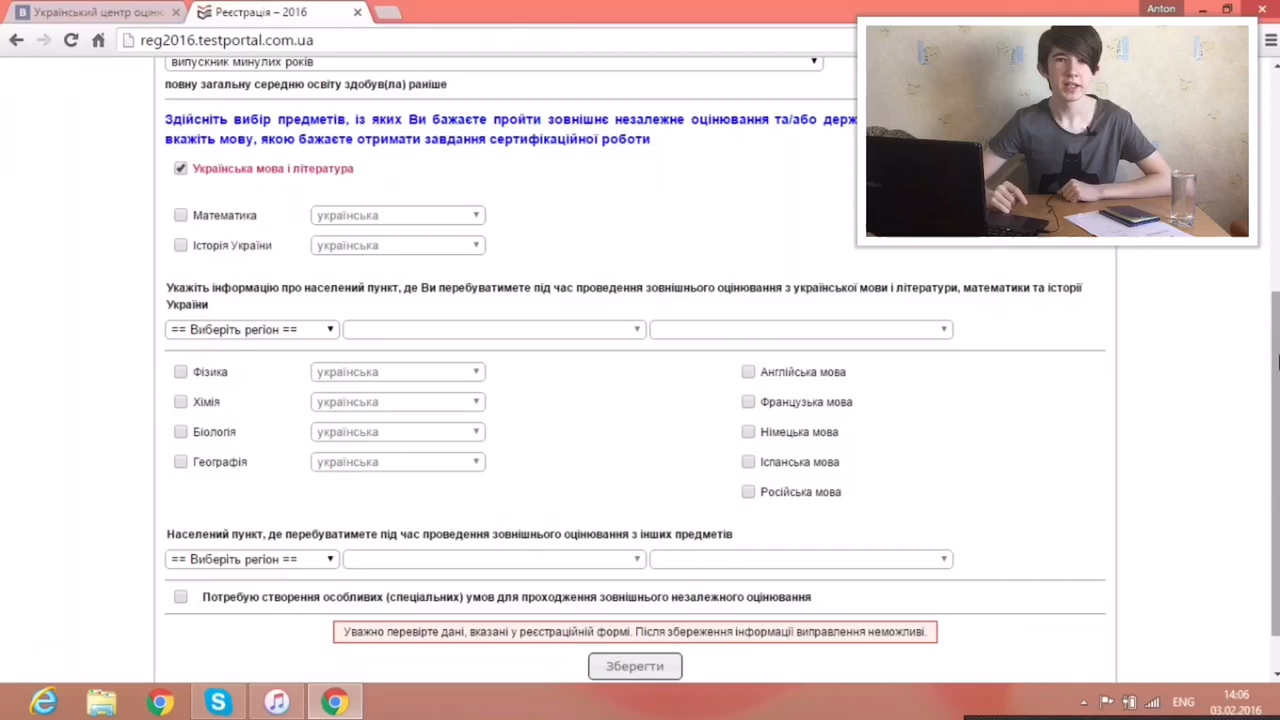 Український центр оцінк
Реєстрація – 2016
Anton
reg2016.testportal.com.ua
випускник минулих років
повну загальну середню освіту здобув(ла) раніше
Здійсніть вибір предметів, із яких Ви бажаєте пройти зовнішнє незалежне оцінювання та/або держ
вкажіть мову, якою бажаєте отримати завдання сертифікаційної роботи
Українська мова і література
Математика українська
Історія України українська
Укажіть інформацію про населений пункт, де Ви перебуватимете під час проведення зовнішнього оцінювання з української мови і літератури, математики та історії
України
== Виберіть регіон ==
Фізика українська Англійська мова
Хімія українська Французька мова
Біологія українська Німецька мова
Географія українська Іспанська мова
Російська мова
Населений пункт, де перебуватимете під час проведення зовнішнього оцінювання з інших предметів
== Виберіть регіон ==
Потребую створення особливих (спеціальних) умов для проходження зовнішнього незалежного оцінювання
Уважно перевірте дані, вказані у реєстраційній формі. Після збереження інформації виправлення неможливі.
Зберегти
ENG
14:06
03.02.2016